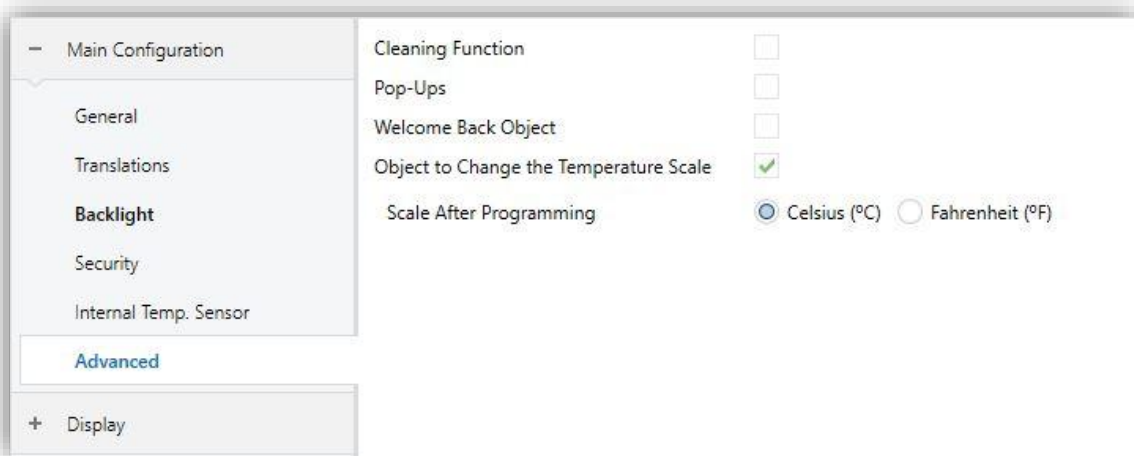 − Main Configuration
General
Translations
Backlight
Security
Internal Temp. Sensor
Advanced
+ Display
Cleaning Function
Pop-Ups
Welcome Back Object
Object to Change the Temperature Scale
Scale After Programming Celsius (ºC) Fahrenheit (ºF)